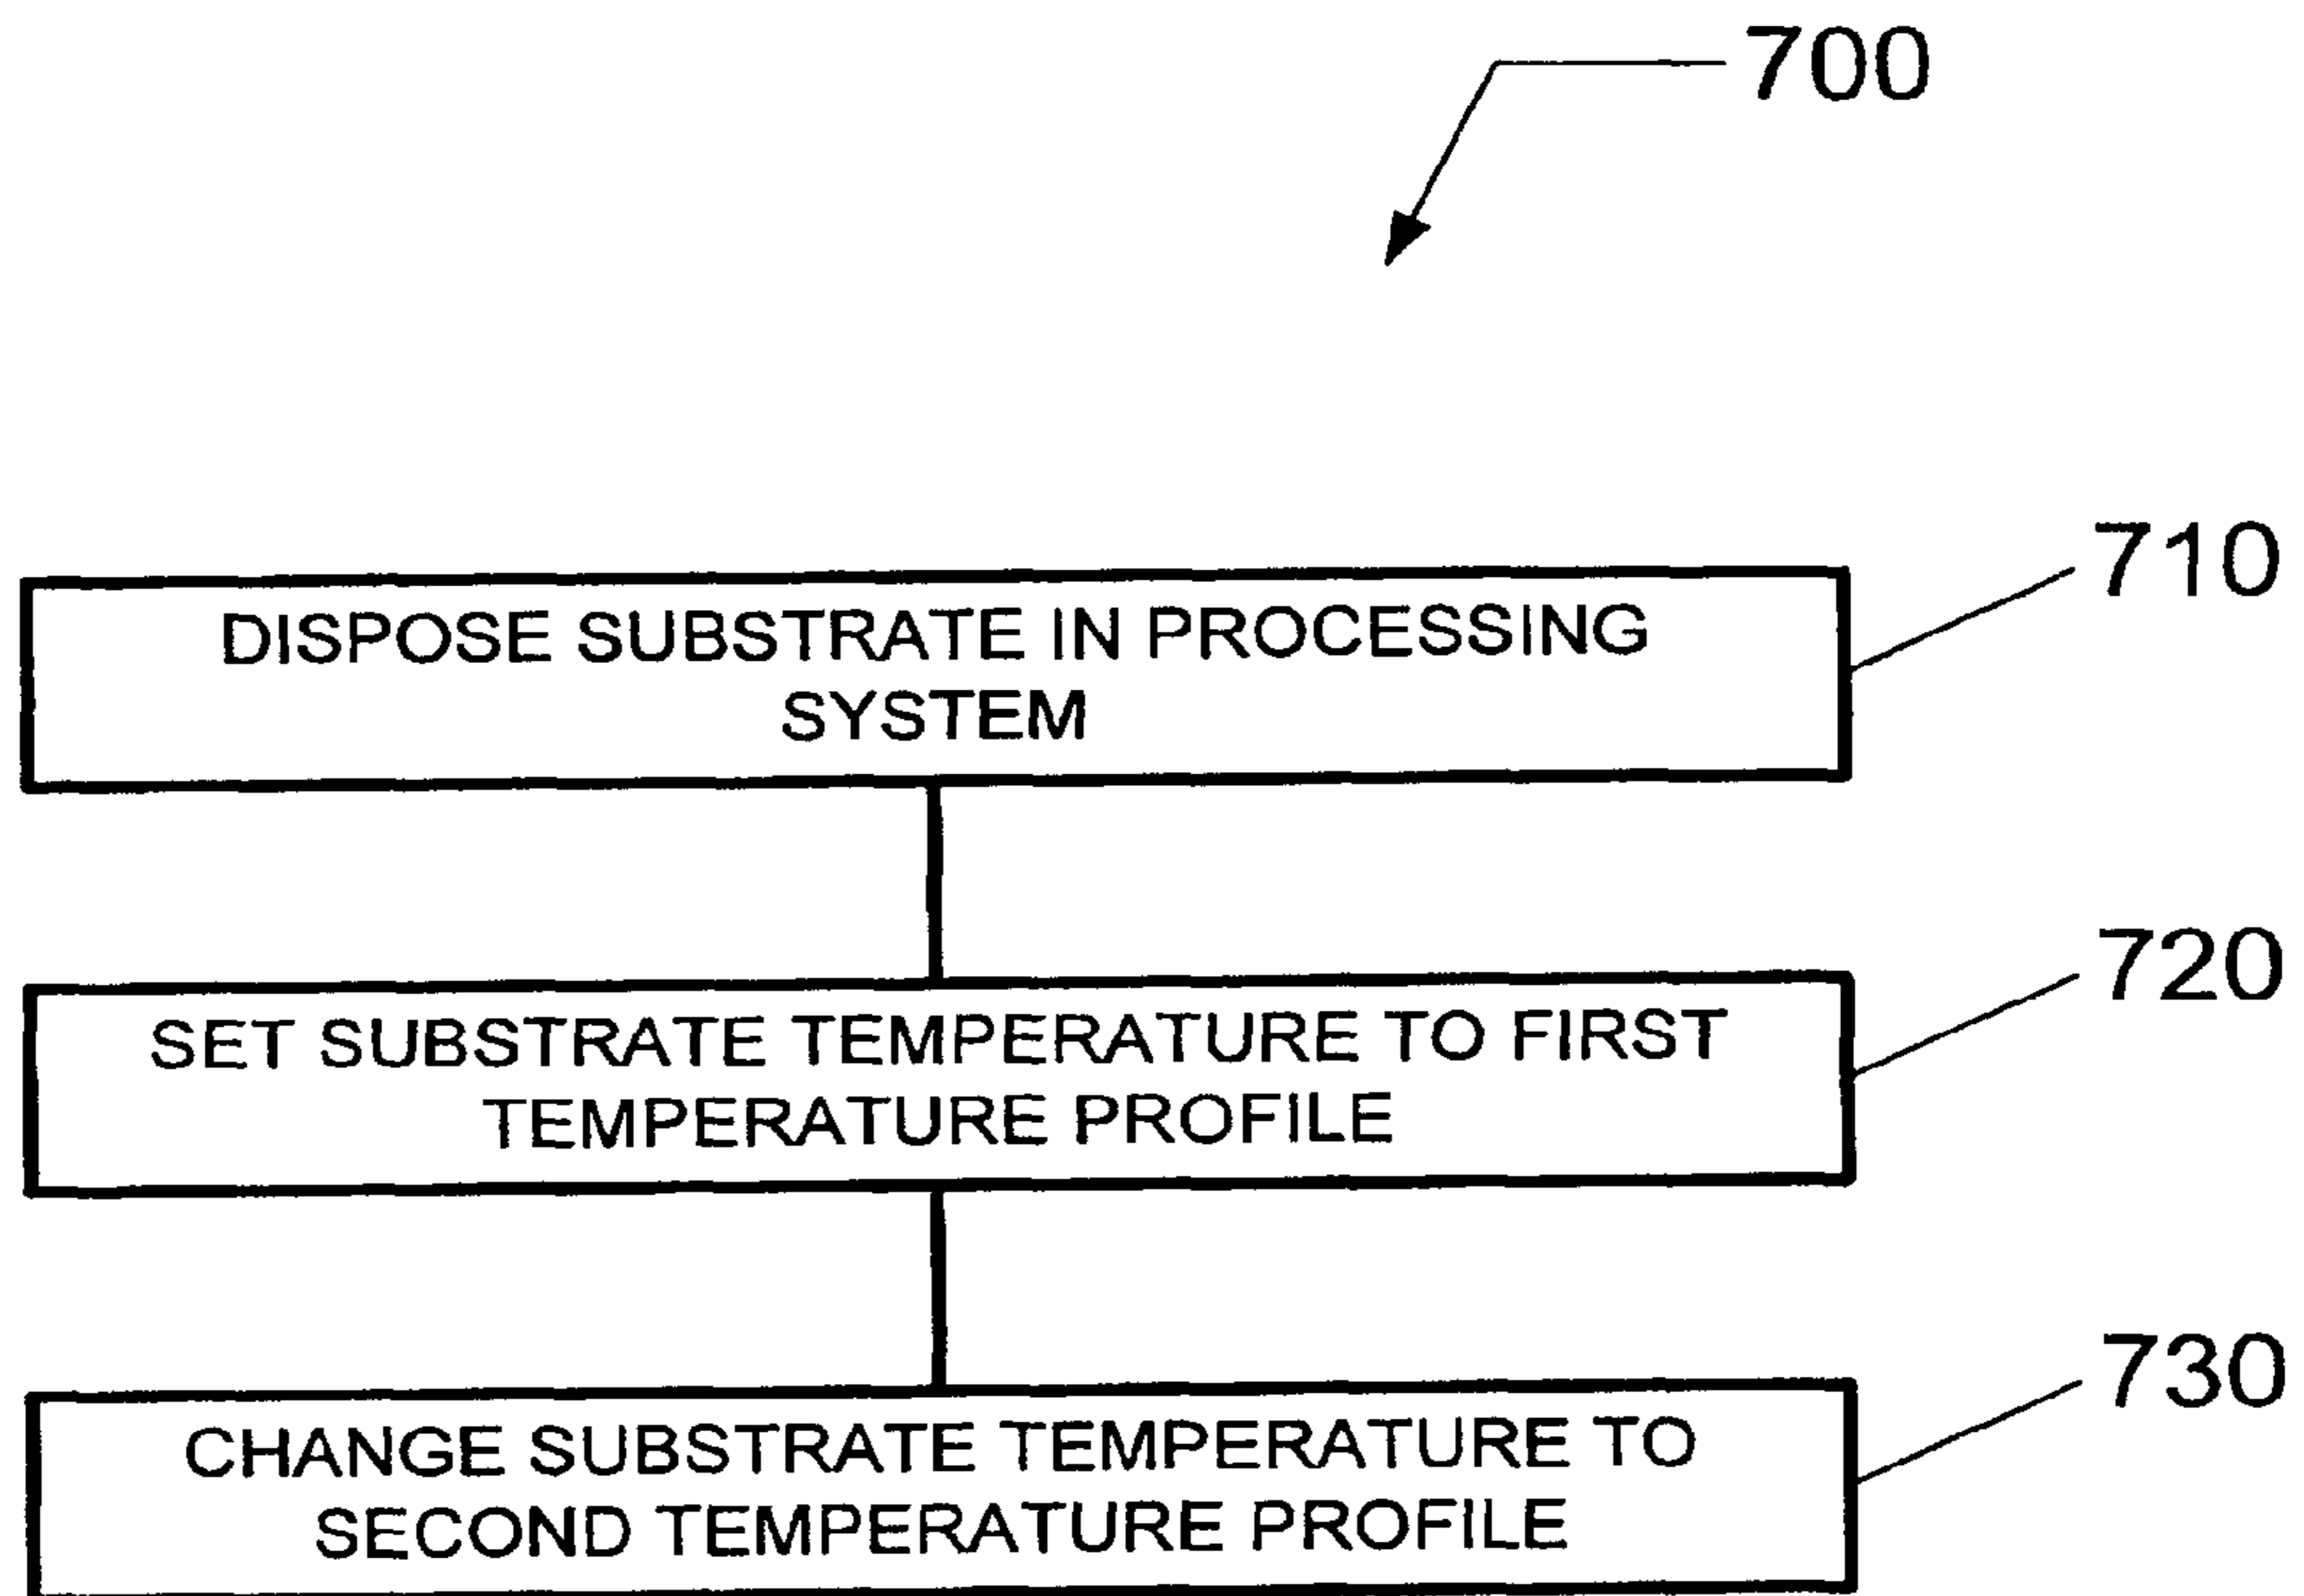 700
710
DISPOSE SUBSTRATE IN PROCESSING
SYSTEM
720
SET SUBSTRATE TEMPERATURE TO FIRST
TEMPERATURE PROFILE
730
CHANGE SUBSTRATE TEMPERATURE TO
SECOND TEMPERATURE PROFILE